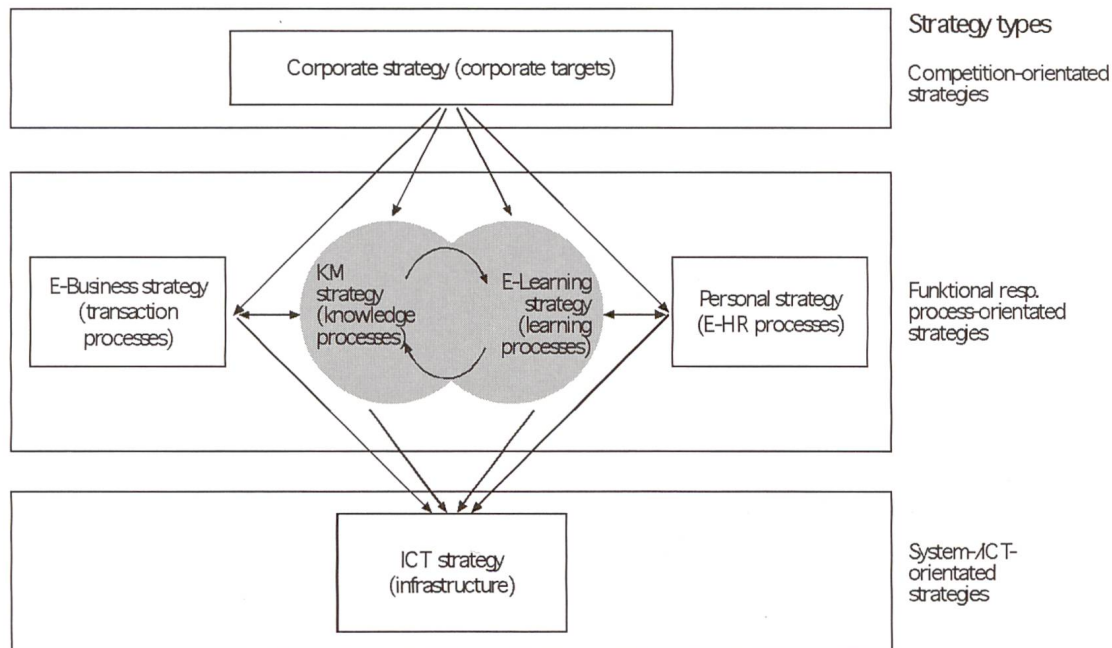 Strategy types
Corporate strategy (corporate targets)
Competition-orientated
strategies
E-Business strategy
(transaction
processes)
KM
strategy
(knowledge
processes)
E-Learning
strategy
(learning
processes)
Personal strategy
(E-HR processes)
Funktional resp.
process-orientated
strategies
ICT strategy
(infrastructure)
System-/ICT-
orientated
strategies